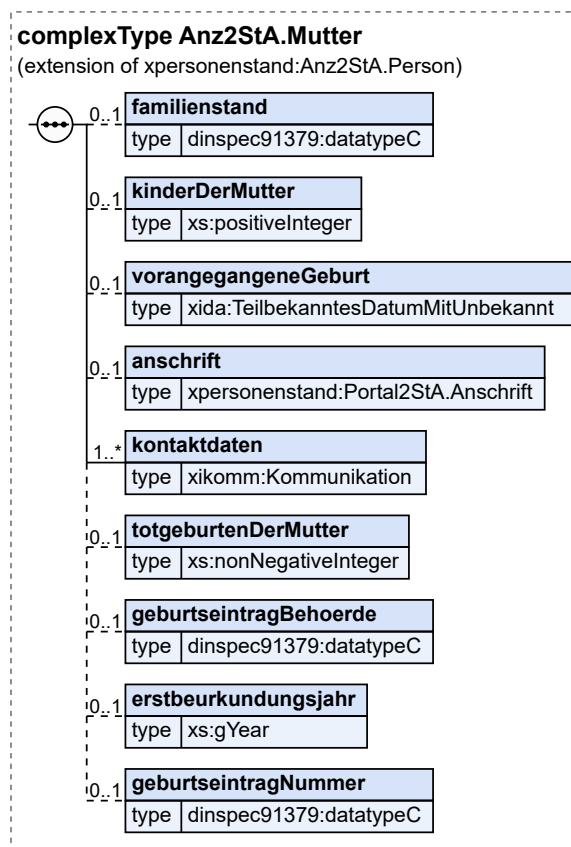 complexType Anz2StA.Mutter
(extension of xpersonenstand:Anz2StA.Person)
0..1 familienstand
type dinspec91379:datatypeC
0..1 kinderDerMutter
type xs:positiveInteger
0..1 vorangegangeneGeburt
type xida:TeilbekanntesDatumMitUnbekannt
0..1 anschrift
type xpersonenstand:Portal2StA.Anschrift
1..* kontaktdaten
type xikomm:Kommunikation
0..1 totgeburtenDerMutter
type xs:nonNegativeInteger
0..1 geburtseintragBehoerde
type dinspec91379:datatypeC
0..1 erstbeurkundungsjahr
type xs:gYear
0..1 geburtseintragNummer
type dinspec91379:datatypeC